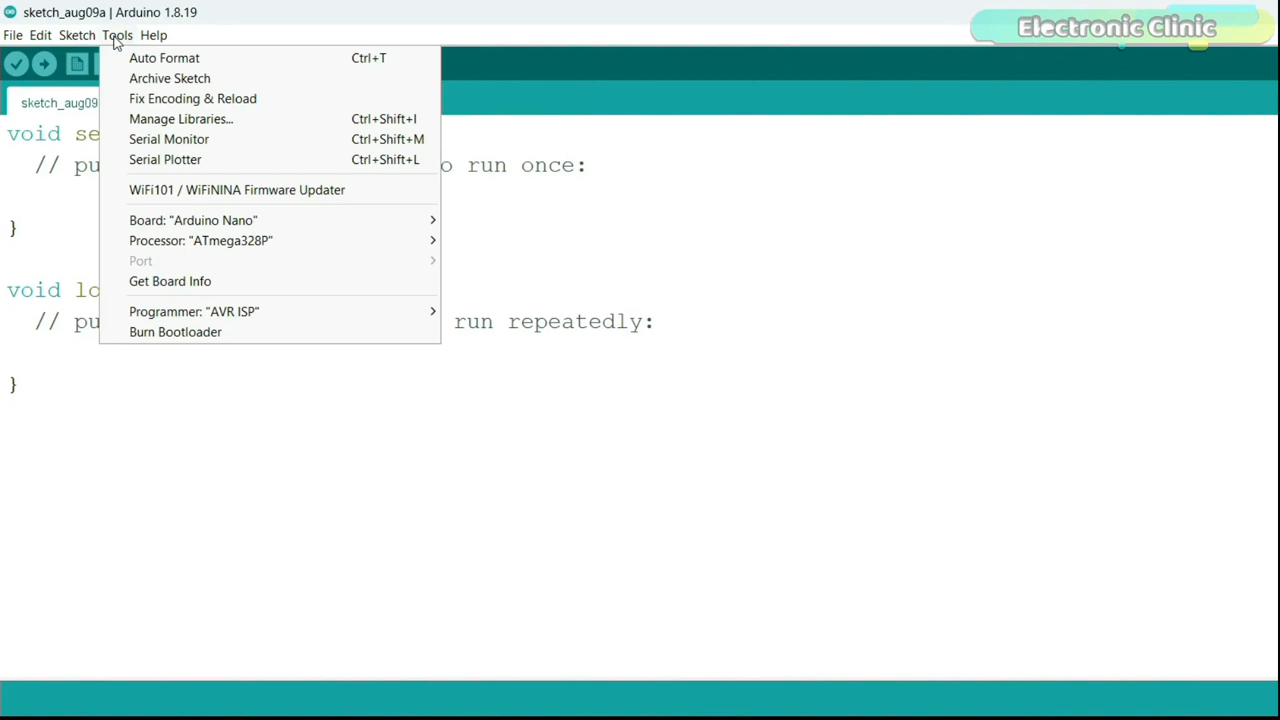 sketch_aug09a | Arduino 1.8.19
File Edit Sketch Tools Help
Electronic Clinic
Auto Format Ctrl+T
Archive Sketch
Fix Encoding & Reload
Manage Libraries... Ctrl+Shift+I
Serial Monitor Ctrl+Shift+M
Serial Plotter Ctrl+Shift+L
WiFi101 / WiFiNINA Firmware Updater
Board: "Arduino Nano"
Processor: "ATmega328P"
Port
Get Board Info
Programmer: "AVR ISP"
Burn Bootloader
sketch_aug09
void se
// pu o run once:
}
void lo
// pu run repeatedly:
}